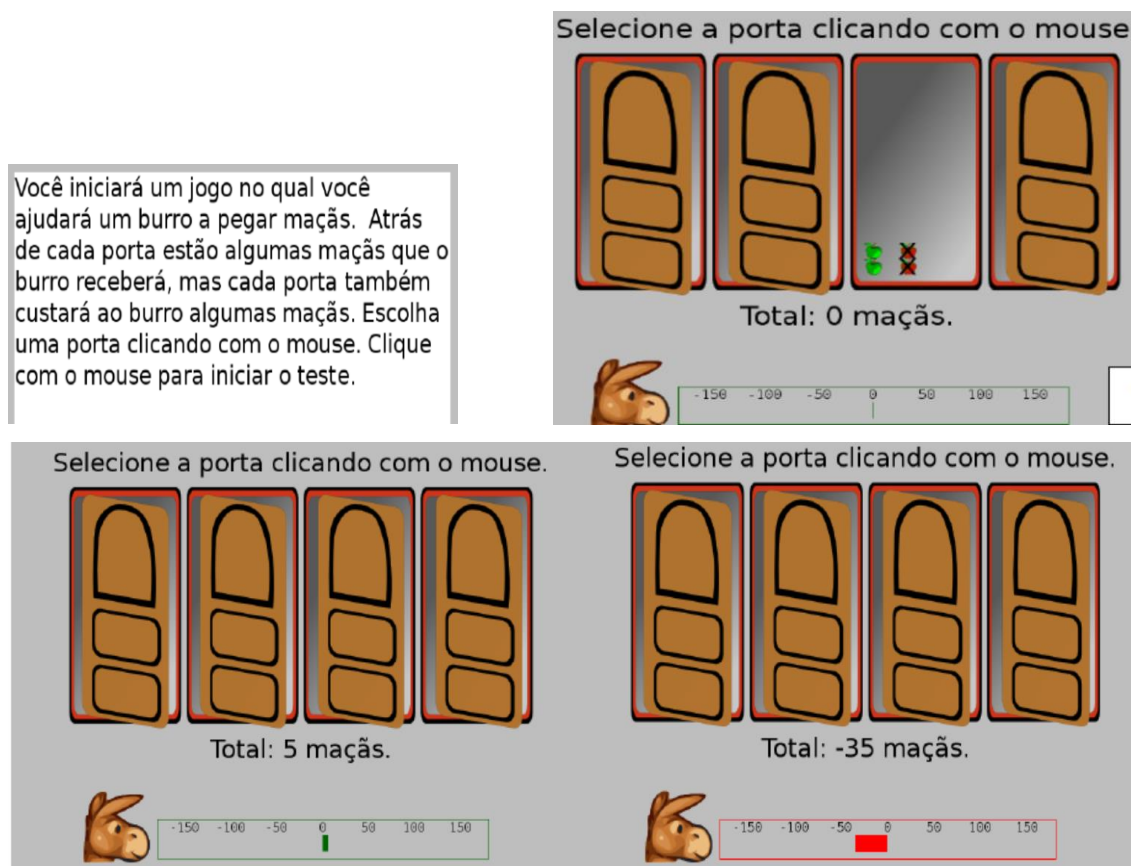 Você iniciará um jogo no qual você
ajudará um burro a pegar maçãs.  Atrás
de cada porta estão algumas maçãs que o
burro receberá, mas cada porta também
custará ao burro algumas maçãs. Escolha
uma porta clicando com o mouse. Clique
com o mouse para iniciar o teste.
Selecione a porta clicando com o mouse
Total: 0 maçãs.
-150 -100 -50 0 50 100 150
Selecione a porta clicando com o mouse.
Total: 5 maçãs.
-150 -100 -50 0 50 100 150
Selecione a porta clicando com o mouse.
Total: -35 maçãs.
-150 -100 -50 0 50 100 150